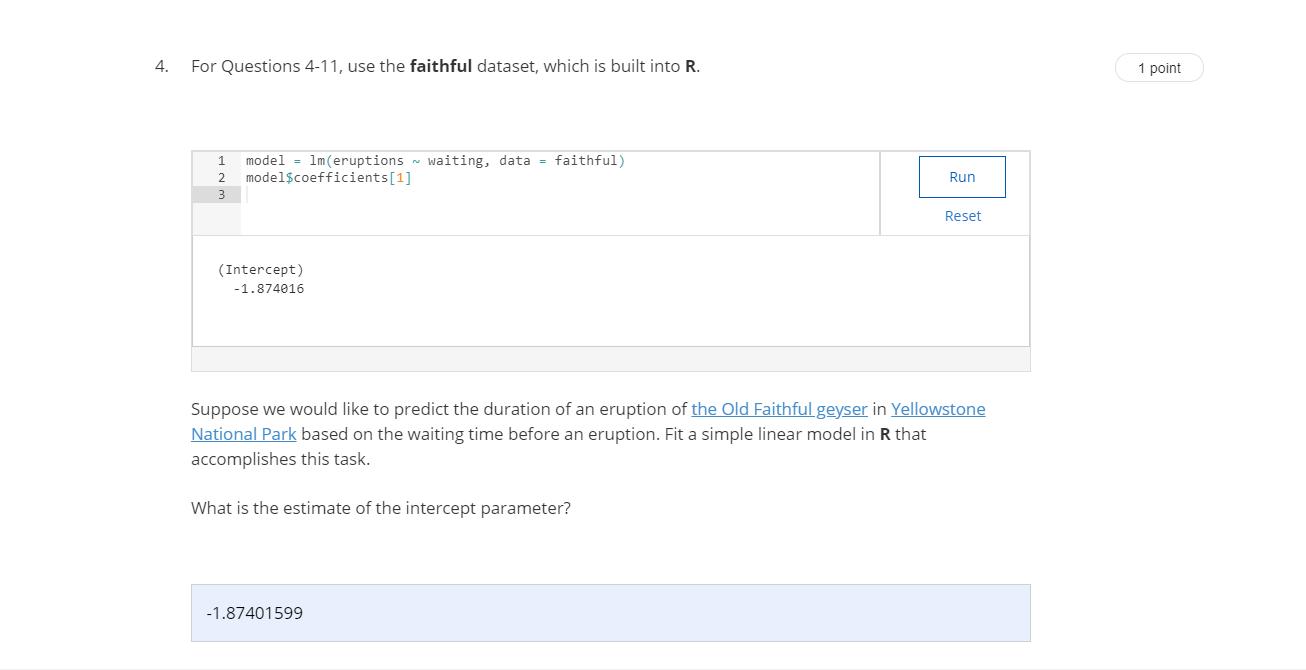 4. For Questions 4-11, use the faithful dataset, which is built into R.
1 point
1 model = lm(eruptions ~ waiting, data = faithful)
2 model$coefficients[1]
3
Run
Reset
(Intercept)
-1.874016
Suppose we would like to predict the duration of an eruption of the Old Faithful geyser in Yellowstone
National Park based on the waiting time before an eruption. Fit a simple linear model in R that
accomplishes this task.
What is the estimate of the intercept parameter?
-1.87401599